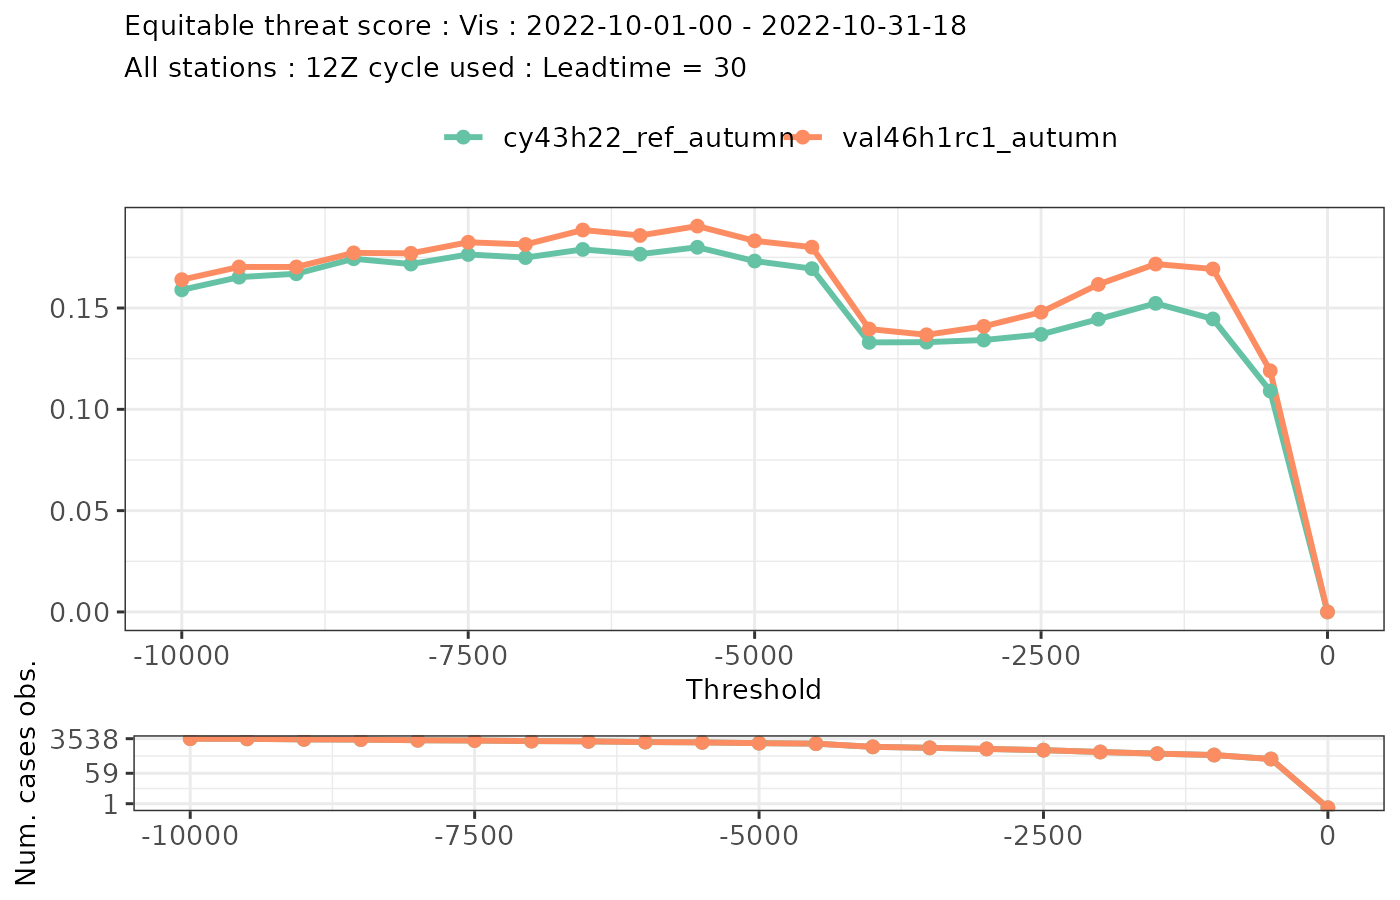 Equitable threat score : Vis : 2022-10-01-00 - 2022-10-31-18
All stations : 12Z cycle used : Leadtime = 30
cy43h22_ref_autumn val46h1rc1_autumn
0.15
0.10
0.05
0.00
-10000 -7500 -5000 -2500 0
Threshold
Num. cases obs.
3538
59
1
-10000 -7500 -5000 -2500 0